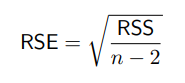 RSE = √(RSS / n − 2)